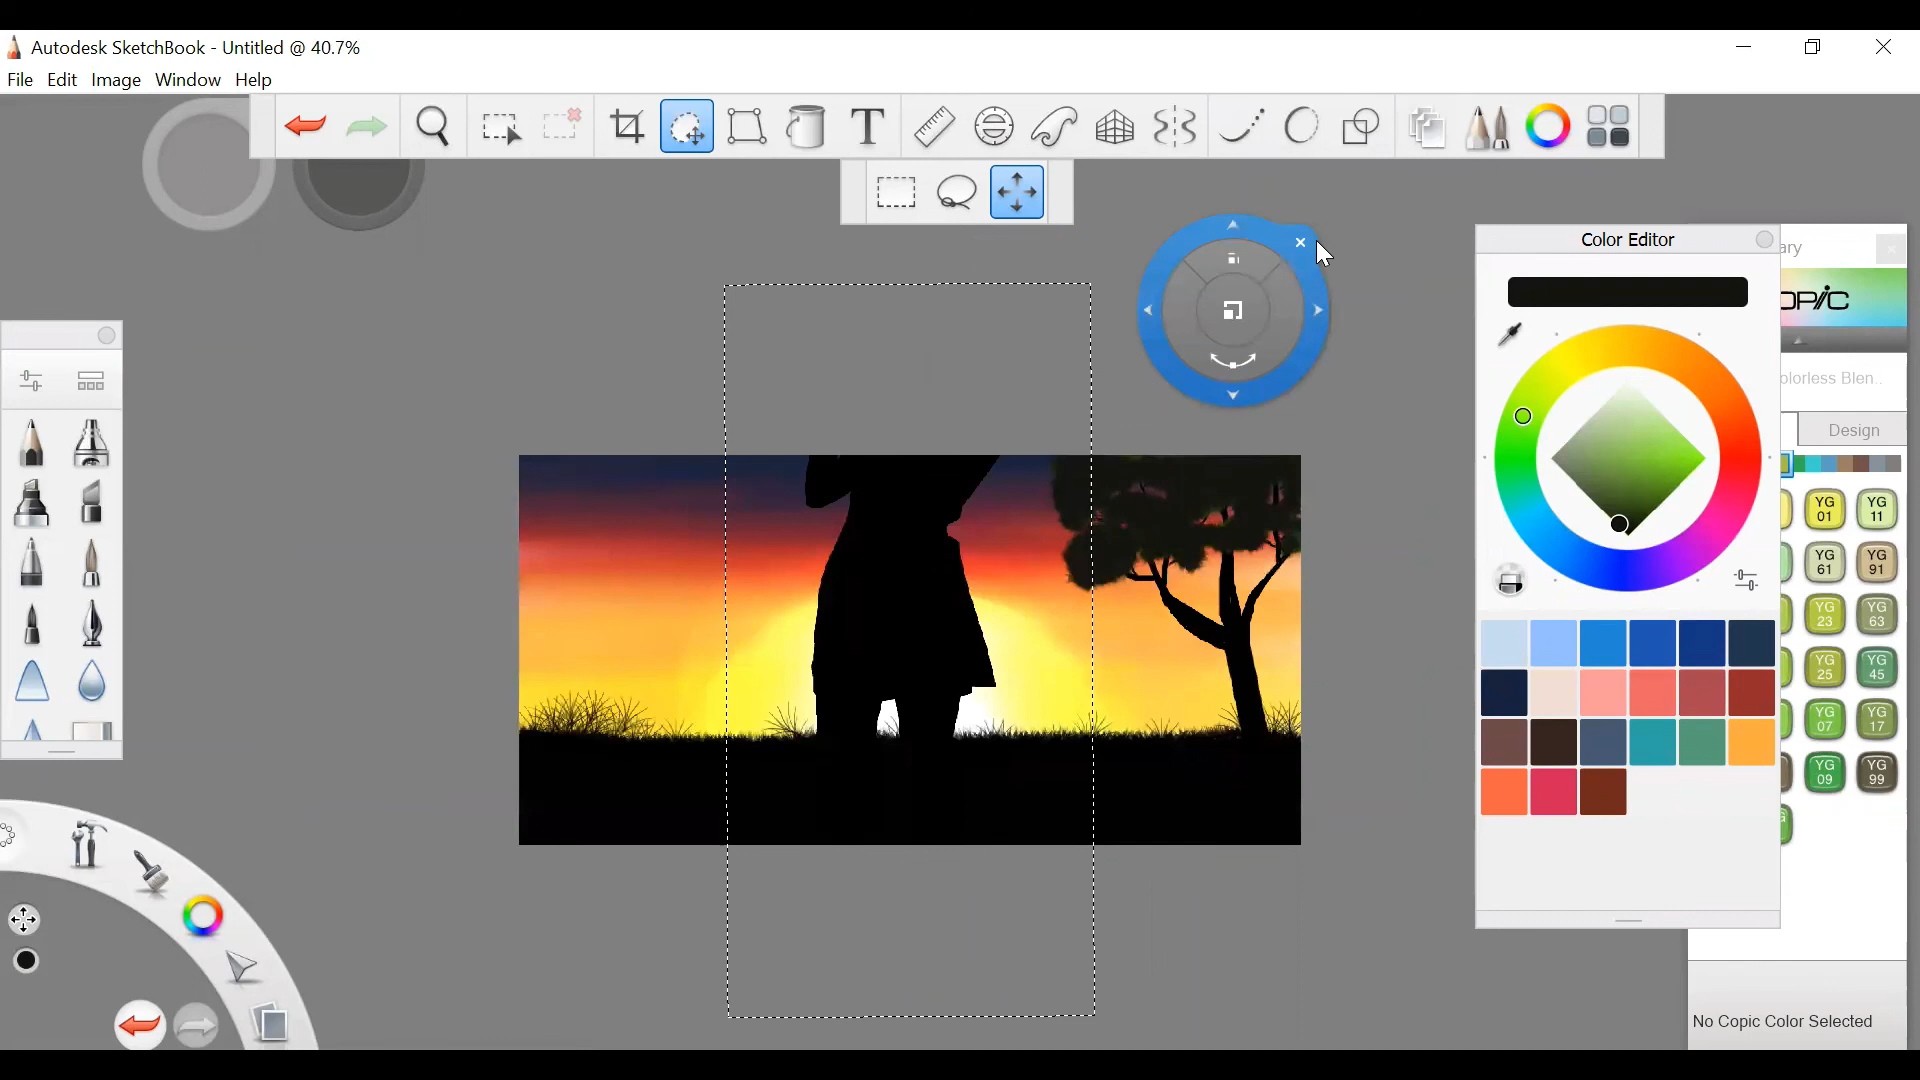 Autodesk SketchBook - Untitled @ 40.7%
File Edit Image Window Help
T
Color Editor
ary
OPIC
olorless Blen..
Design
YG 01
YG 11
YG 61
YG 91
YG 23
YG 63
YG 25
YG 45
YG 07
YG 17
YG 09
YG 99
No Copic Color Selected